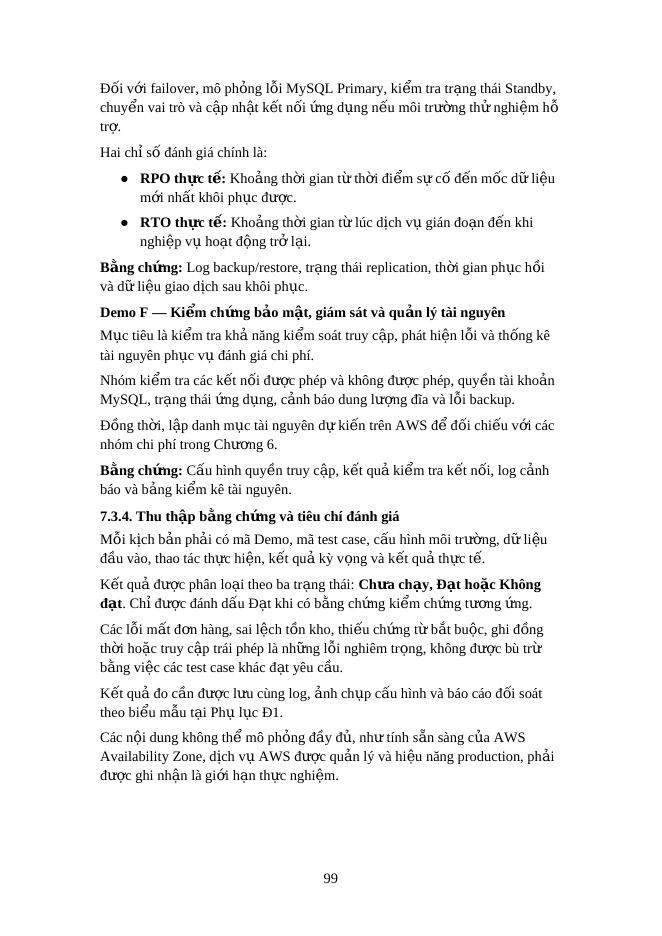 Đối với failover, mô phỏng lỗi MySQL Primary, kiểm tra trạng thái Standby,
chuyển vai trò và cập nhật kết nối ứng dụng nếu môi trường thử nghiệm hỗ
trợ.
Hai chỉ số đánh giá chính là:
● RPO thực tế: Khoảng thời gian từ thời điểm sự cố đến mốc dữ liệu
mới nhất khôi phục được.
● RTO thực tế: Khoảng thời gian từ lúc dịch vụ gián đoạn đến khi
nghiệp vụ hoạt động trở lại.
Bằng chứng: Log backup/restore, trạng thái replication, thời gian phục hồi
và dữ liệu giao dịch sau khôi phục.
Demo F — Kiểm chứng bảo mật, giám sát và quản lý tài nguyên
Mục tiêu là kiểm tra khả năng kiểm soát truy cập, phát hiện lỗi và thống kê
tài nguyên phục vụ đánh giá chi phí.
Nhóm kiểm tra các kết nối được phép và không được phép, quyền tài khoản
MySQL, trạng thái ứng dụng, cảnh báo dung lượng đĩa và lỗi backup.
Đồng thời, lập danh mục tài nguyên dự kiến trên AWS để đối chiếu với các
nhóm chi phí trong Chương 6.
Bằng chứng: Cấu hình quyền truy cập, kết quả kiểm tra kết nối, log cảnh
báo và bảng kiểm kê tài nguyên.
7.3.4. Thu thập bằng chứng và tiêu chí đánh giá
Mỗi kịch bản phải có mã Demo, mã test case, cấu hình môi trường, dữ liệu
đầu vào, thao tác thực hiện, kết quả kỳ vọng và kết quả thực tế.
Kết quả được phân loại theo ba trạng thái: Chưa chạy, Đạt hoặc Không
đạt. Chỉ được đánh dấu Đạt khi có bằng chứng kiểm chứng tương ứng.
Các lỗi mất đơn hàng, sai lệch tồn kho, thiếu chứng từ bắt buộc, ghi đồng
thời hoặc truy cập trái phép là những lỗi nghiêm trọng, không được bù trừ
bằng việc các test case khác đạt yêu cầu.
Kết quả đo cần được lưu cùng log, ảnh chụp cấu hình và báo cáo đối soát
theo biểu mẫu tại Phụ lục Đ1.
Các nội dung không thể mô phỏng đầy đủ, như tính sẵn sàng của AWS
Availability Zone, dịch vụ AWS được quản lý và hiệu năng production, phải
được ghi nhận là giới hạn thực nghiệm.
99